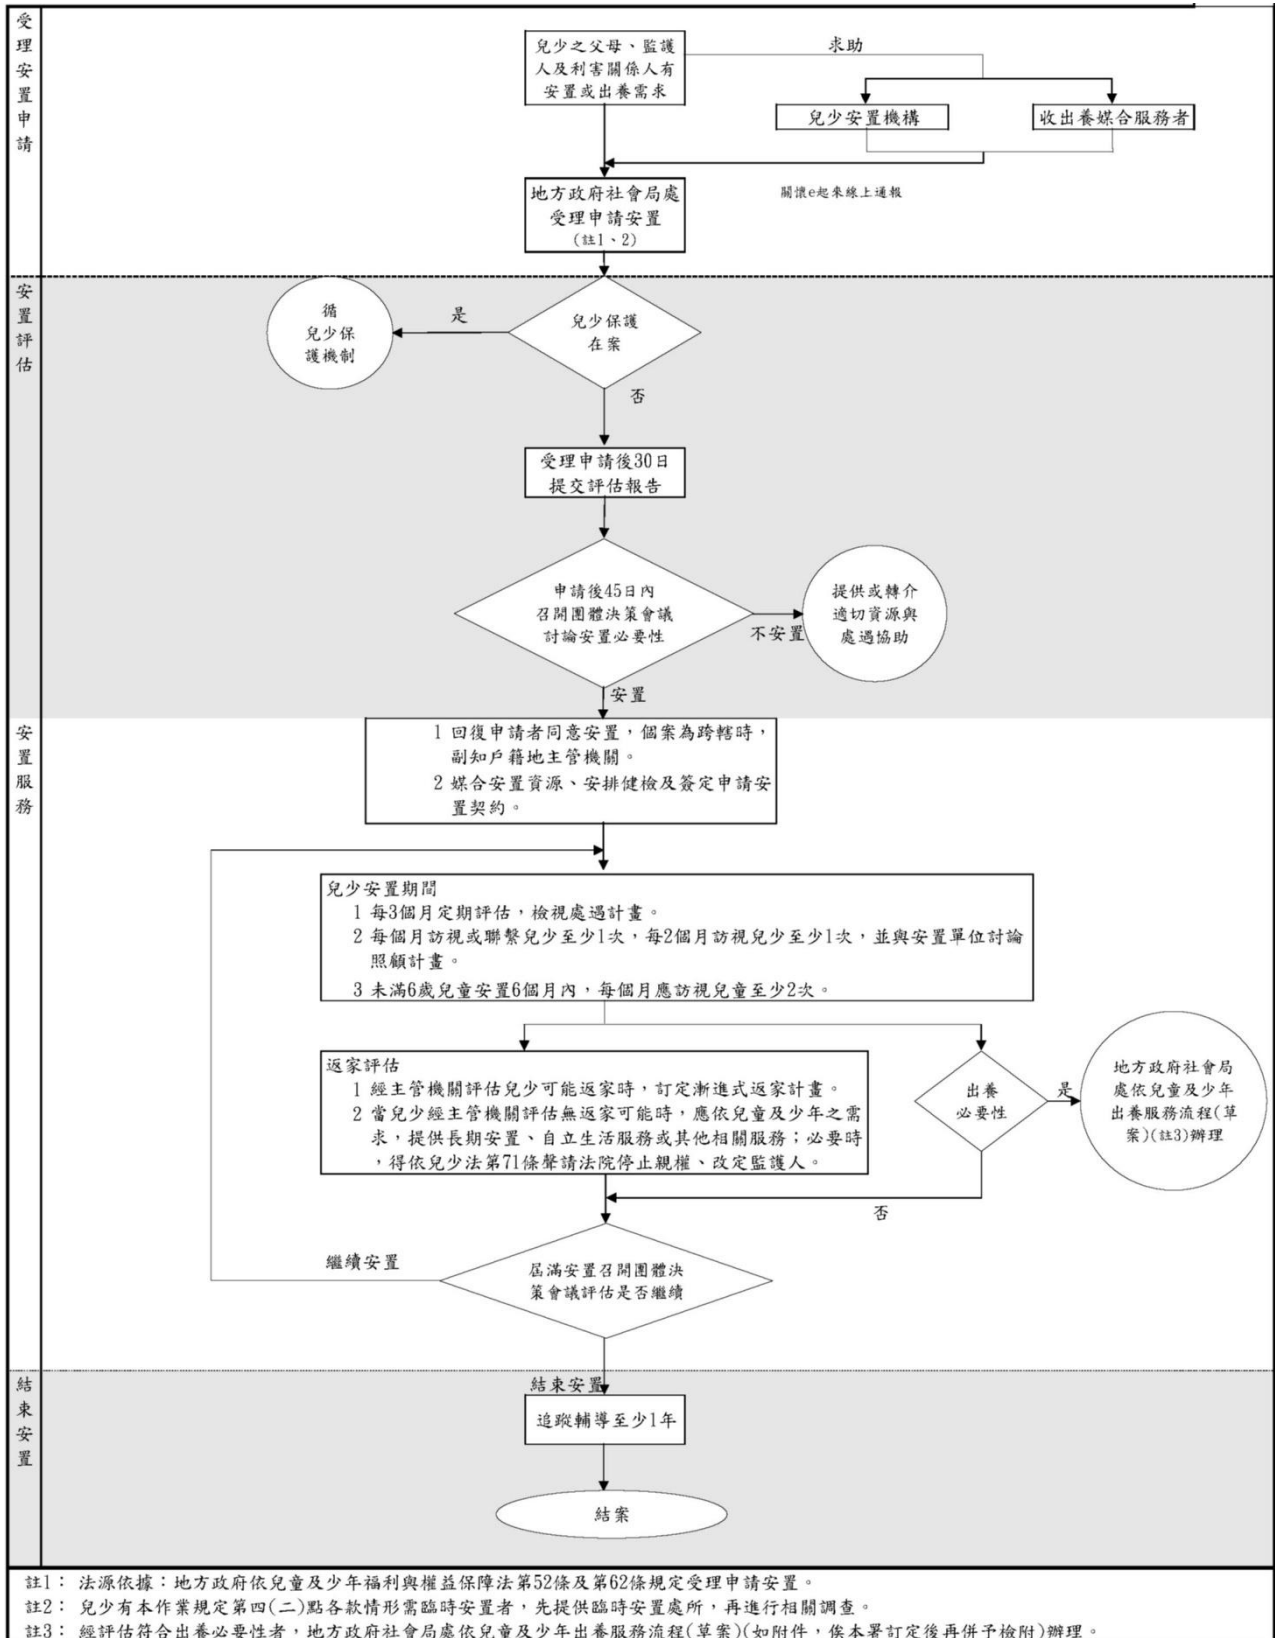 受
理
安
置
申
請
兒少之父母、監護
人及利害關係人有
安置或出養需求
求助
兒少安置機構
收出養媒合服務者
關懷e起來線上通報
地方政府社會局處
受理申請安置
(註1、2)
安
置
評
估
循
兒少保
護機制
是
兒少保護
在案
否
受理申請後30日
提交評估報告
申請後45日內
召開團體決策會議
討論安置必要性
不安置
提供或轉介
適切資源與
處遇協助
安置
安
置
服
務
1 回復申請者同意安置，個案為跨轄時，
副知戶籍地主管機關。
2 媒合安置資源、安排健檢及簽定申請安
置契約。
兒少安置期間
1 每3個月定期評估，檢視處遇計畫。
2 每個月訪視或聯繫兒少至少1次，每2個月訪視兒少至少1次，並與安置單位討論
照顧計畫。
3 未滿6歲兒童安置6個月內，每個月應訪視兒童至少2次。
返家評估
1 經主管機關評估兒少可能返家時，訂定漸進式返家計畫。
2 當兒少經主管機關評估無返家可能時，應依兒童及少年之需
求，提供長期安置、自立生活服務或其他相關服務；必要時
，得依兒少法第71條聲請法院停止親權、改定監護人。
出養
必要性
是
地方政府社會局
處依兒童及少年
出養服務流程(草
案)(註3)辦理
否
繼續安置
屆滿安置召開團體決
策會議評估是否繼續
結
束
安
置
結束安置
追蹤輔導至少1年
結案
註1： 法源依據：地方政府依兒童及少年福利與權益保障法第52條及第62條規定受理申請安置。
註2： 兒少有本作業規定第四(二)點各款情形需臨時安置者，先提供臨時安置處所，再進行相關調查。
註3： 經評估符合出養必要性者，地方政府社會局處依兒童及少年出養服務流程(草案)(如附件，俟本署訂定後再併予檢附)辦理。